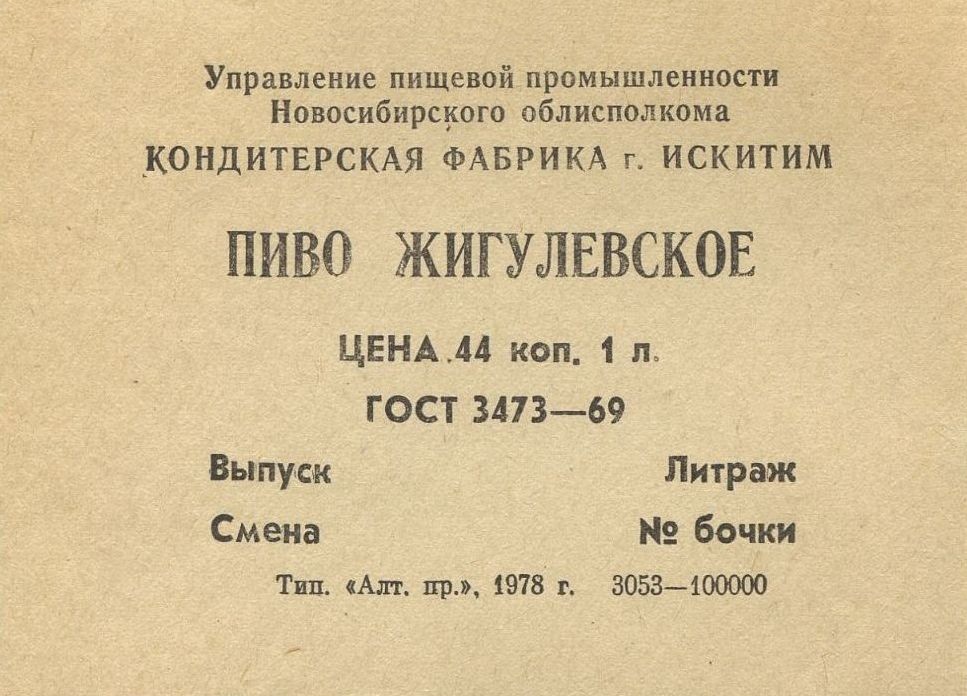 Управление пищевой промышленности
Новосибирского облисполкома
КОНДИТЕРСКАЯ ФАБРИКА г. ИСКИТИМ
ПИВО ЖИГУЛЕВСКОЕ
ЦЕНА 44 коп. 1 л.
ГОСТ 3473—69
Выпуск Литраж
Смена № бочки
Тип. «Алт. пр.», 1978 г. 3053—100000